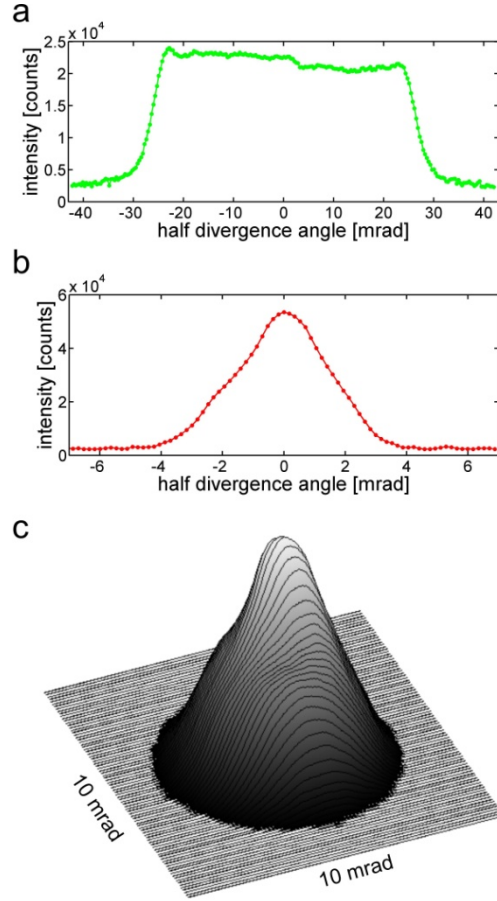 a
x 10^4
2.5
2
1.5
1
0.5
0
intensity [counts]
-40 -30 -20 -10 0 10 20 30 40
half divergence angle [mrad]
b
x 10^4
6
4
2
0
intensity [counts]
-6 -4 -2 0 2 4 6
half divergence angle [mrad]
c
10 mrad
10 mrad